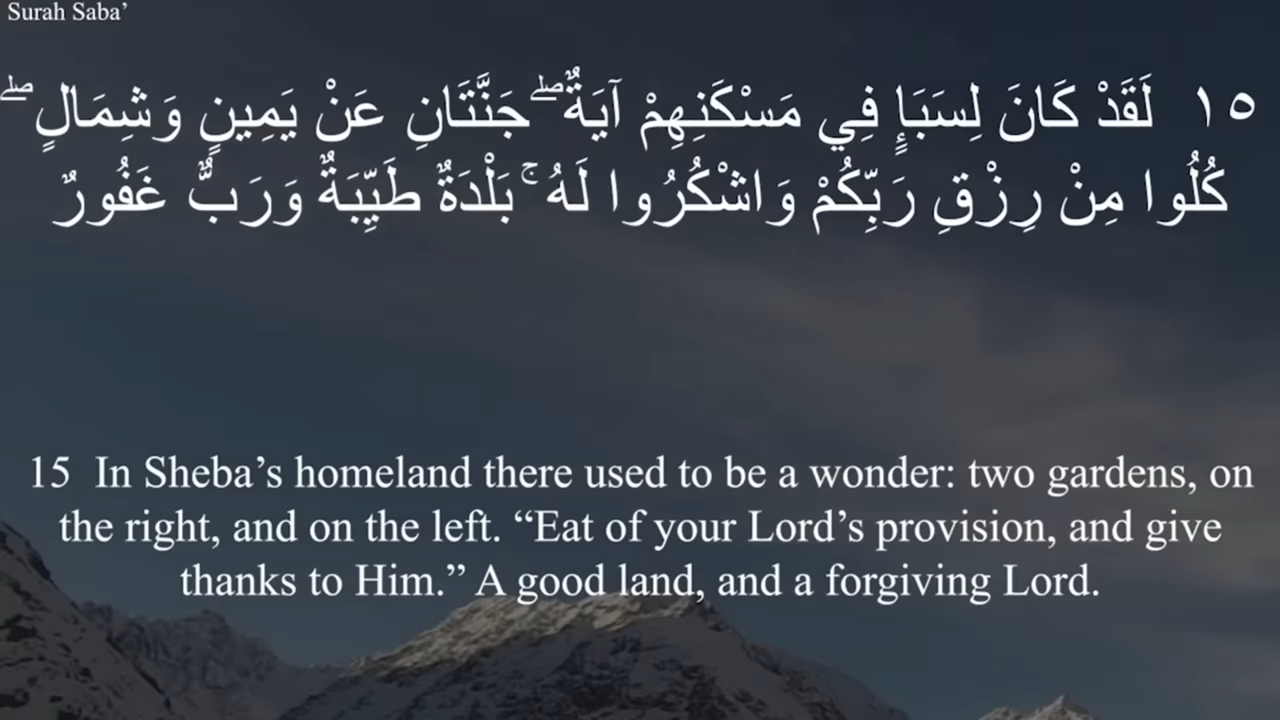 Surah Saba’
١٥ لَقَدْ كَانَ لِسَبَإٍ فِي مَسْكَنِهِمْ آيَةٌ ۖ جَنَّتَانِ عَنْ يَمِينٍ وَشِمَالٍ ۖ
كُلُوا مِنْ رِزْقِ رَبِّكُمْ وَاشْكُرُوا لَهُ ۚ بَلْدَةٌ طَيِّبَةٌ وَرَبٌّ غَفُورٌ
15 In Sheba’s homeland there used to be a wonder: two gardens, on
the right, and on the left. “Eat of your Lord’s provision, and give
thanks to Him.” A good land, and a forgiving Lord.